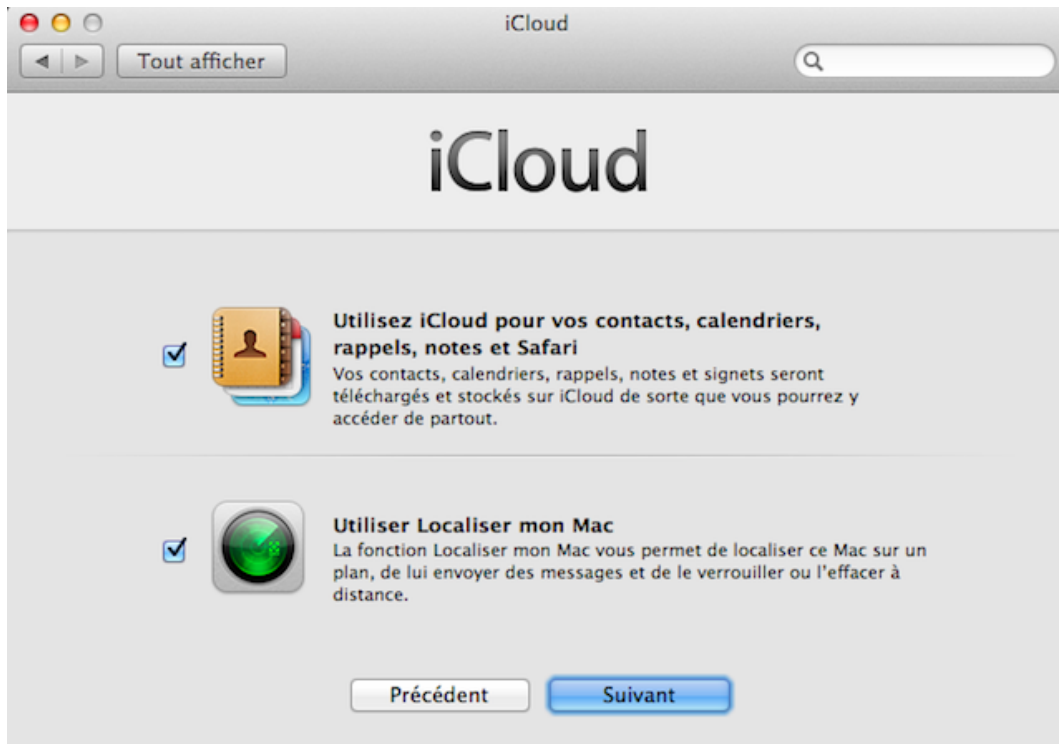 iCloud
Tout afficher
iCloud
Utilisez iCloud pour vos contacts, calendriers,
rappels, notes et Safari
Vos contacts, calendriers, rappels, notes et signets seront
téléchargés et stockés sur iCloud de sorte que vous pourrez y
accéder de partout.
Utiliser Localiser mon Mac
La fonction Localiser mon Mac vous permet de localiser ce Mac sur un
plan, de lui envoyer des messages et de le verrouiller ou l'effacer à
distance.
Précédent
Suivant